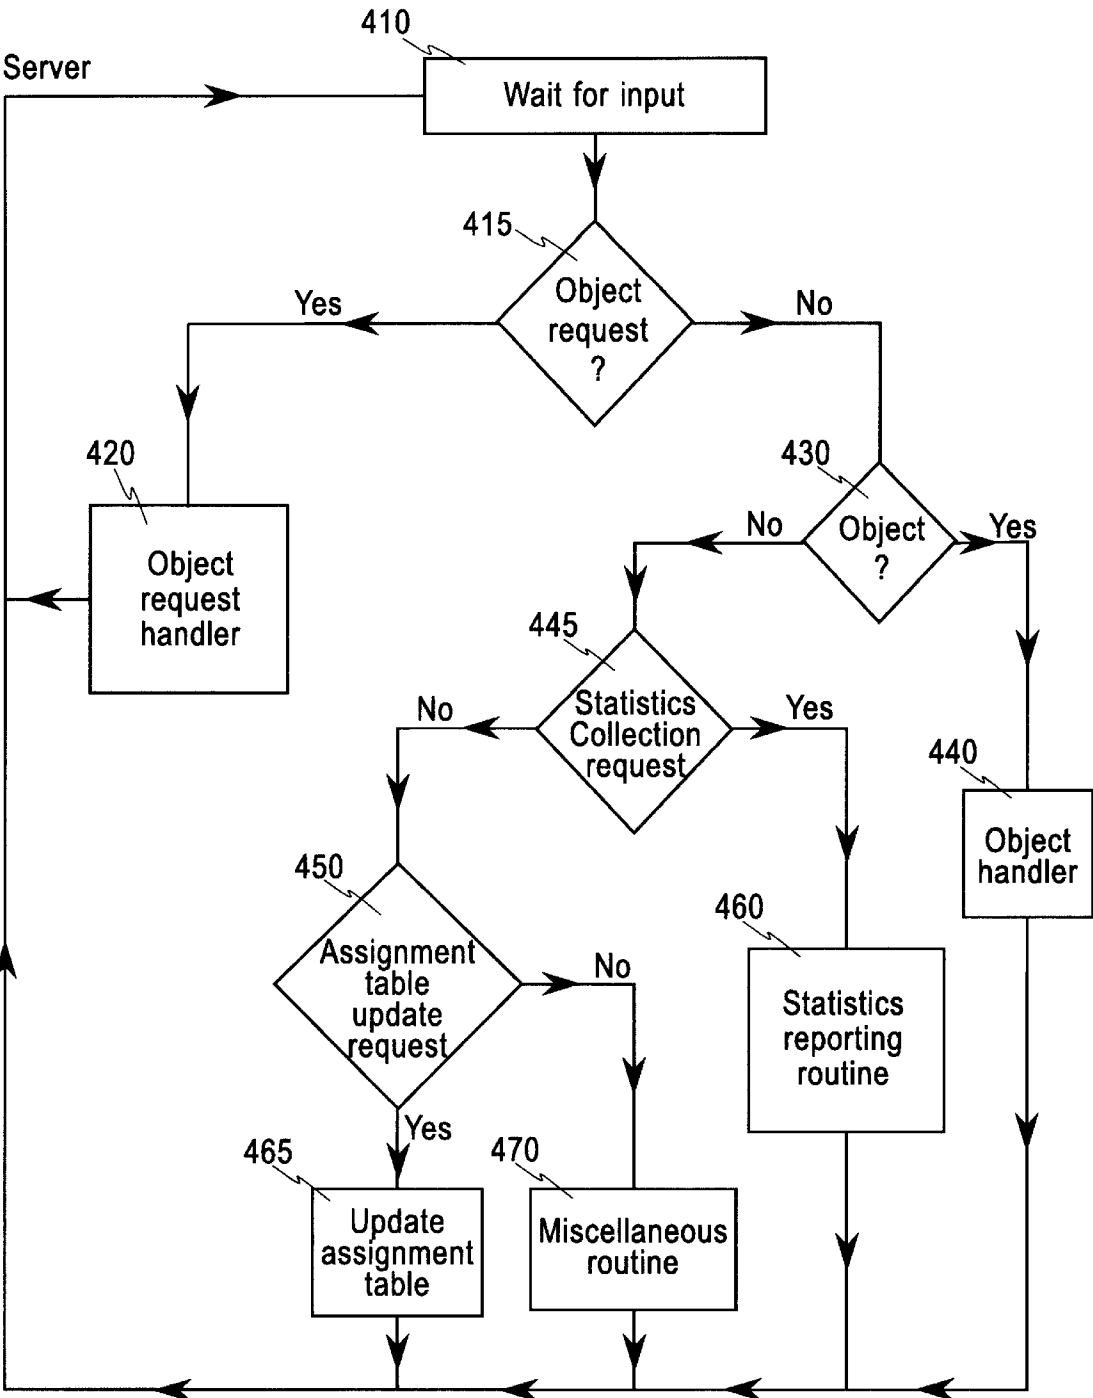 410
Server
Wait for input
415
Object
request
?
Yes
No
420
Object
request
handler
430
Object
?
No
Yes
445
Statistics
Collection
request
No
Yes
440
Object
handler
450
Assignment
table
update
request
No
Yes
460
Statistics
reporting
routine
465
Update
assignment
table
470
Miscellaneous
routine